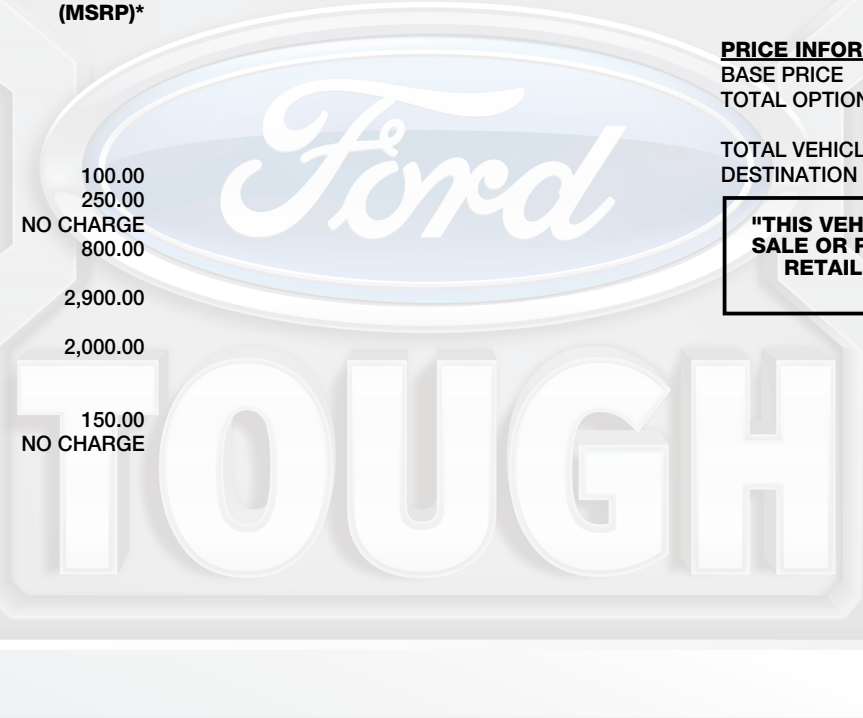 (MSRP)*
100.00
250.00
NO CHARGE
800.00
2,900.00
2,000.00
150.00
NO CHARGE
PRICE INFOR
BASE PRICE
TOTAL OPTION
TOTAL VEHICL
DESTINATION
"THIS VEH
SALE OR F
RETAIL
Ford
TOUGH